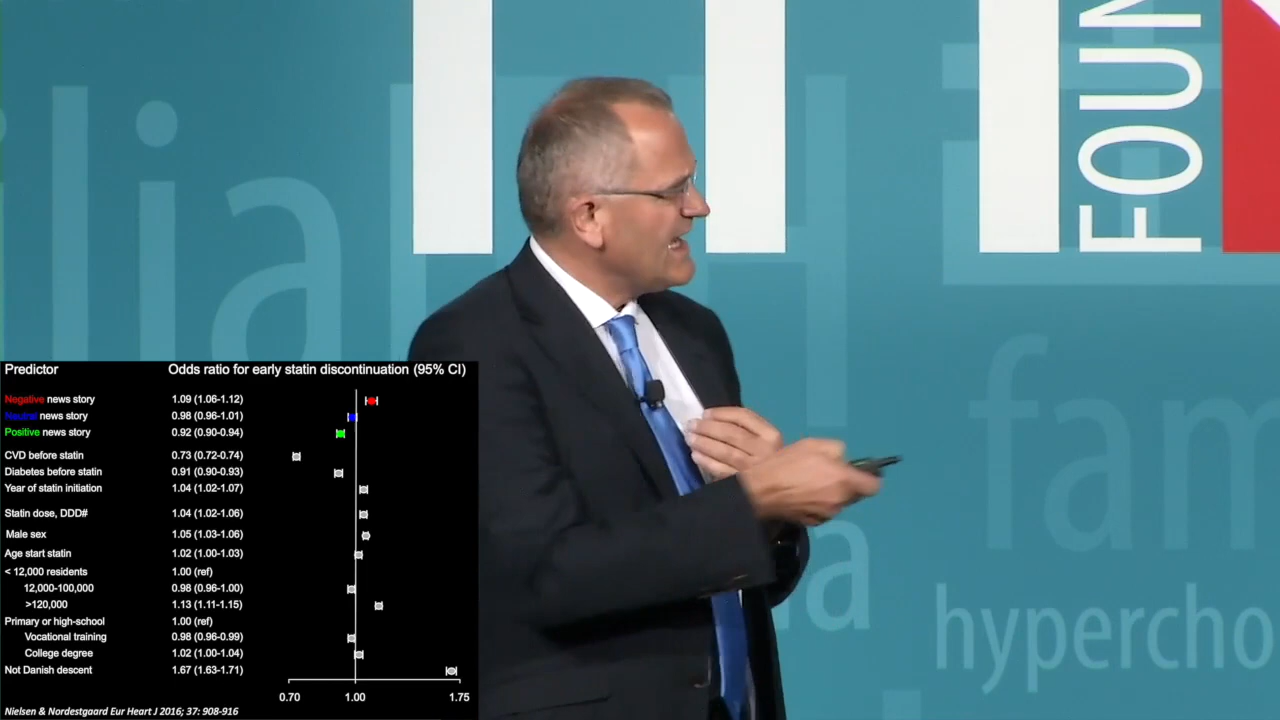 FOUN
ilial
fam
a
hypercho
Predictor Odds ratio for early statin discontinuation (95% CI)
Negative news story 1.09 (1.06-1.12)
Neutral news story 0.98 (0.96-1.01)
Positive news story 0.92 (0.90-0.94)
CVD before statin 0.73 (0.72-0.74)
Diabetes before statin 0.91 (0.90-0.93)
Year of statin initiation 1.04 (1.02-1.07)
Statin dose, DDD# 1.04 (1.02-1.06)
Male sex 1.05 (1.03-1.06)
Age start statin 1.02 (1.00-1.03)
< 12,000 residents 1.00 (ref)
12,000-100,000 0.98 (0.96-1.00)
>120,000 1.13 (1.11-1.15)
Primary or high-school 1.00 (ref)
Vocational training 0.98 (0.96-0.99)
College degree 1.02 (1.00-1.04)
Not Danish descent 1.67 (1.63-1.71)
0.70 1.00 1.75
Nielsen & Nordestgaard Eur Heart J 2016; 37: 908-916